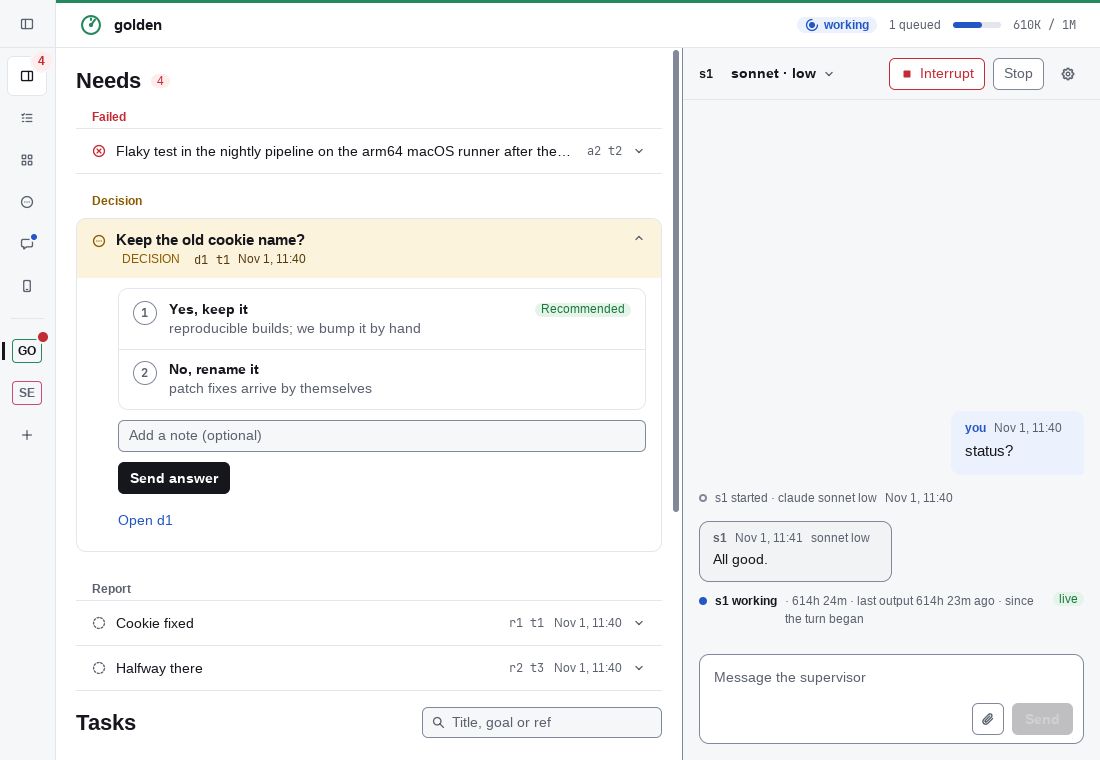 golden
working
1 queued
610K / 1M
4
GO
SE
Needs 4
Failed
Flaky test in the nightly pipeline on the arm64 macOS runner after the… a2 t2
Decision
Keep the old cookie name?
DECISION d1 t1 Nov 1, 11:40
1 Yes, keep it Recommended
reproducible builds; we bump it by hand
2 No, rename it
patch fixes arrive by themselves
Add a note (optional)
Send answer
Open d1
Report
Cookie fixed r1 t1 Nov 1, 11:40
Halfway there r2 t3 Nov 1, 11:40
Tasks
Title, goal or ref
s1 sonnet · low
Interrupt
Stop
you Nov 1, 11:40
status?
s1 started · claude sonnet low Nov 1, 11:40
s1 Nov 1, 11:41 sonnet low
All good.
s1 working · 614h 24m · last output 614h 23m ago · since live
the turn began
Message the supervisor
Send